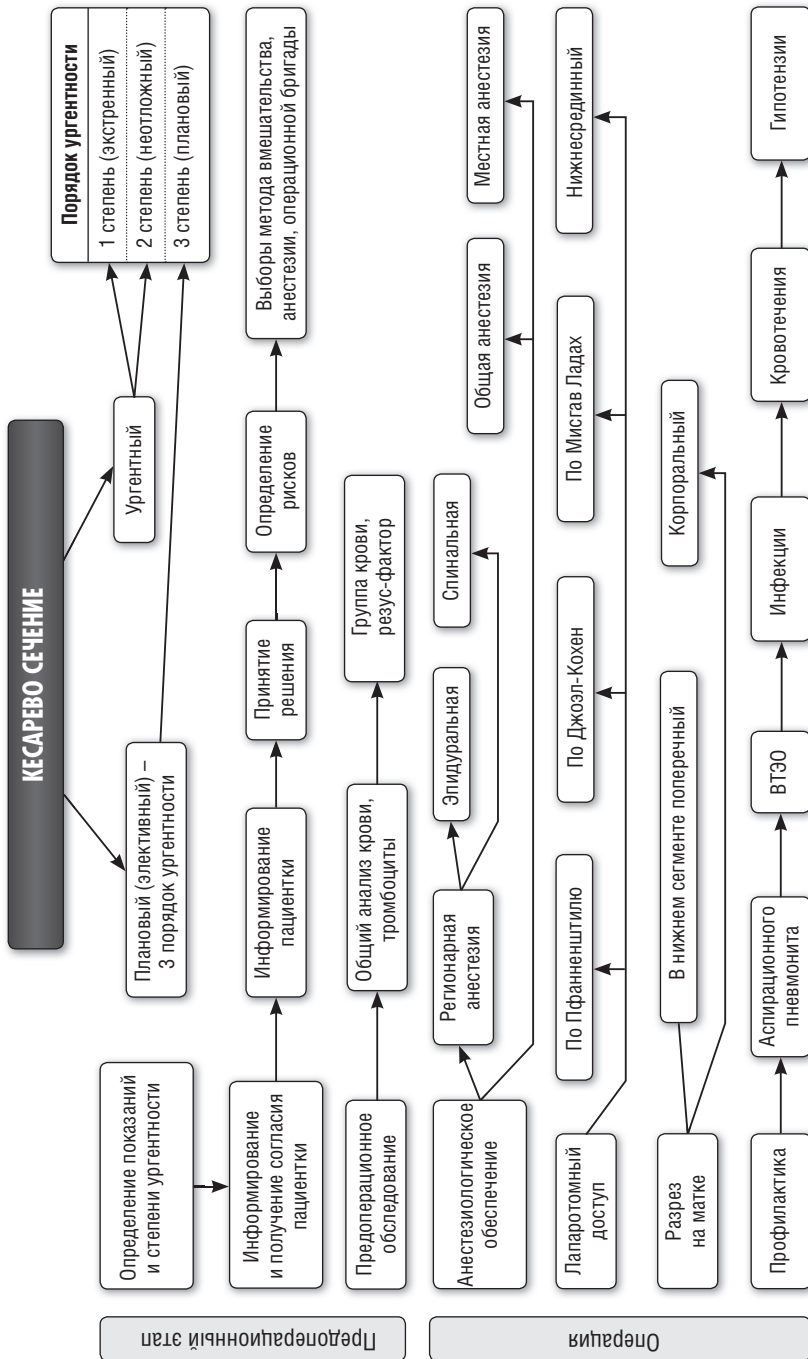 КЕСАРЕВО СЕЧЕНИЕ
Порядок ургентности
1 степень (экстренный)
2 степень (неотложный)
3 степень (плановый)
Плановый (элективный) –
3 порядок ургентности
Ургентный
Предоперационный этап
Определение показаний
и степени ургентности
Информирование
и получение согласия
пациентки
Информирование
пациентки
Принятие
решения
Определение
рисков
Выборы метода вмешательства,
анестезии, операционной бригады
Предоперационное
обследование
Общий анализ крови,
тромбоциты
Группа крови,
резус-фактор
Операция
Анестезиологическое
обеспечение
Регионарная
анестезия
Эпидуральная
Спинальная
Общая анестезия
Местная анестезия
Лапаротомный
доступ
По Пфанненштилю
По Джоэл-Кохен
По Мисгав Ладах
Нижнесрединный
Разрез
на матке
В нижнем сегменте поперечный
Корпоральный
Профилактика
Аспирационного
пневмонита
ВТЭО
Инфекции
Кровотечения
Гипотензии